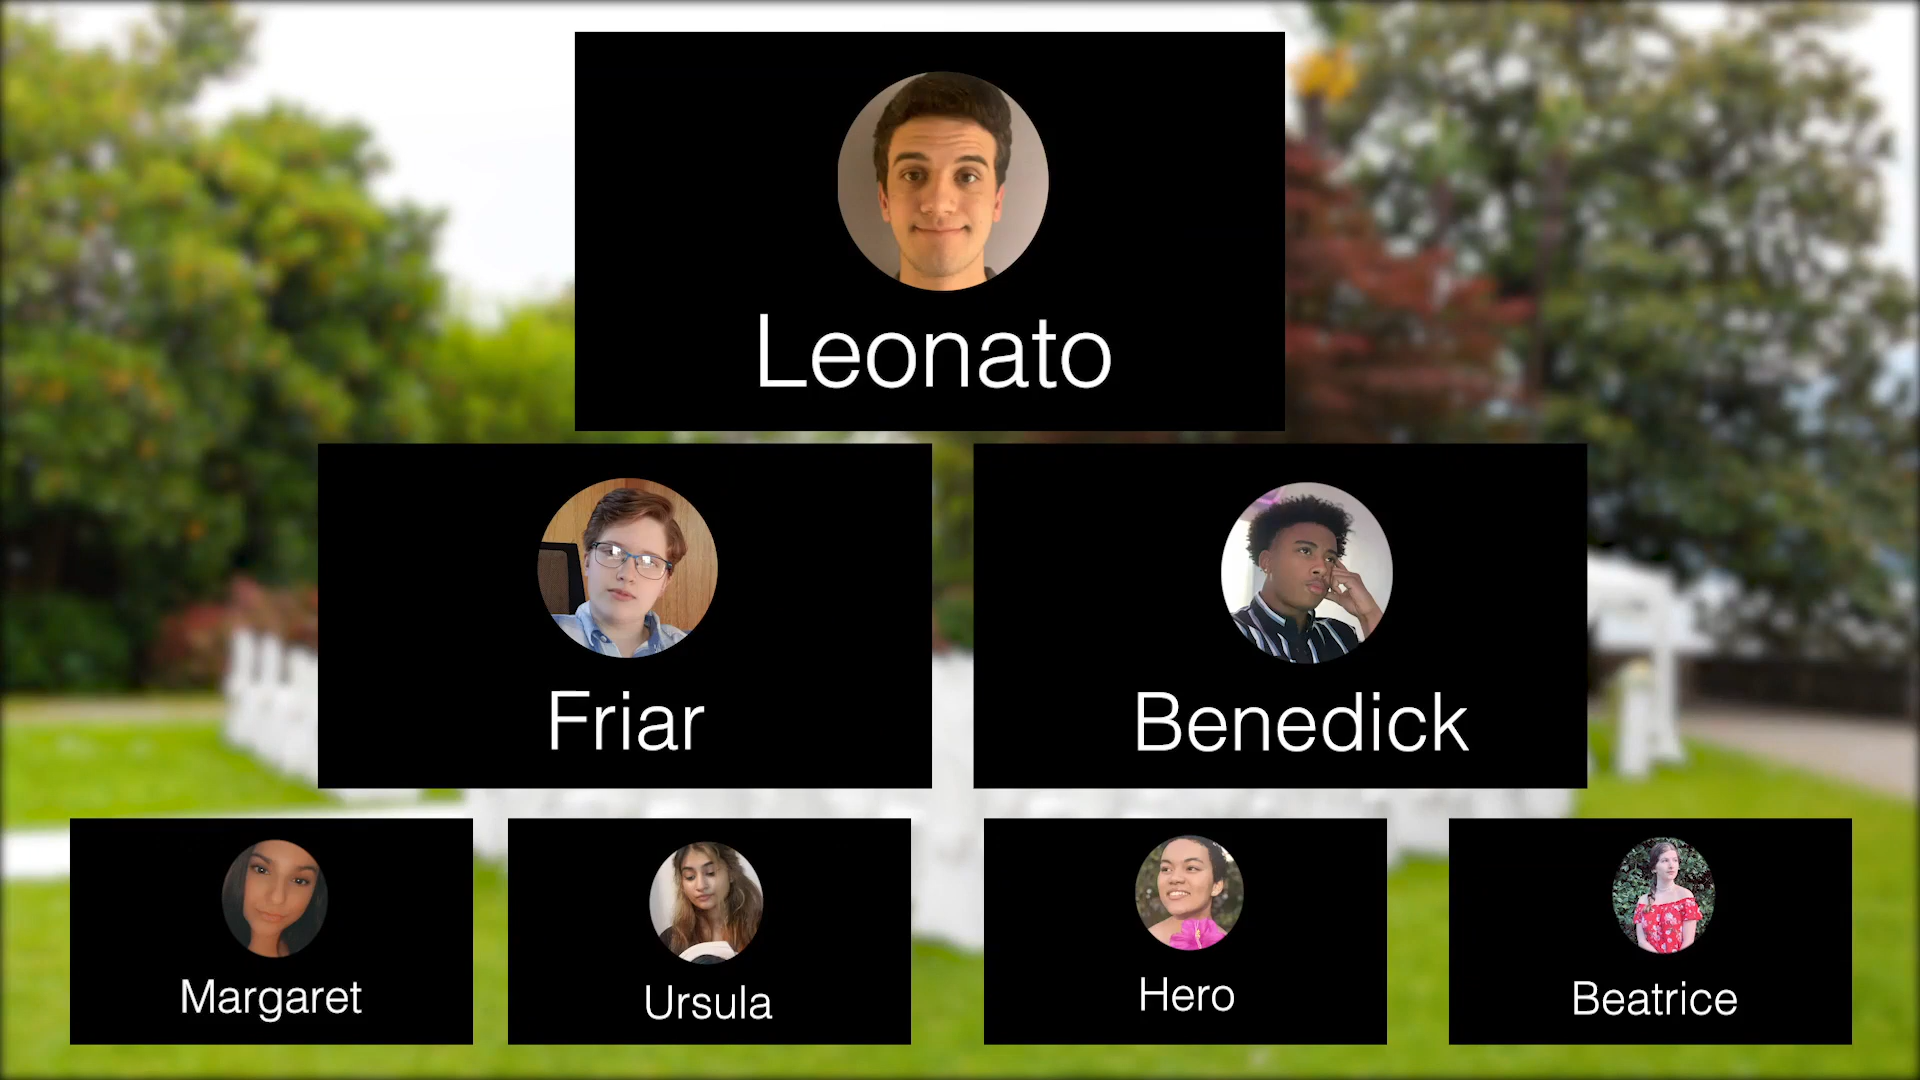 Leonato
Friar
Benedick
Margaret
Ursula
Hero
Beatrice